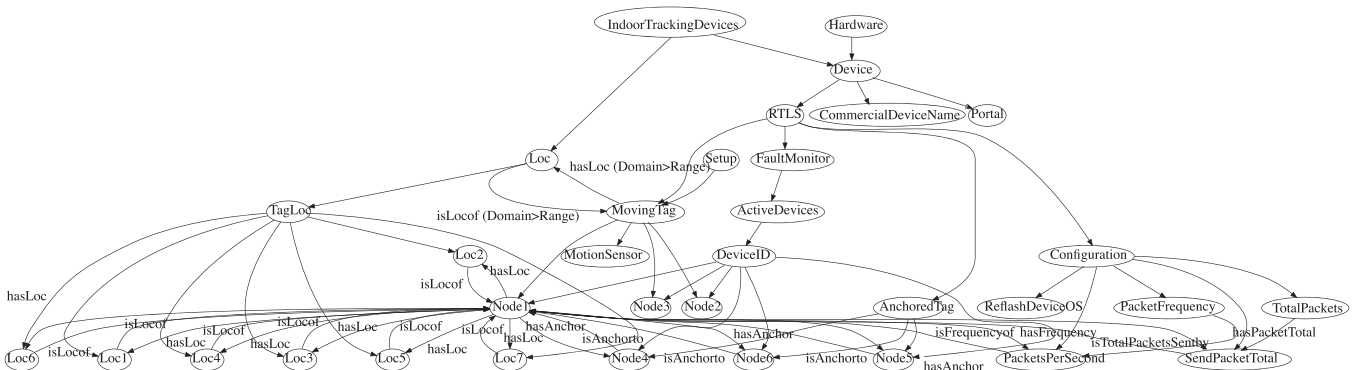 IndoorTrackingDevices
Hardware
Device
RTLS
CommercialDeviceName
Portal
Loc
hasLoc (Domain>Range)
Setup
FaultMonitor
TagLoc
isLocof (Domain>Range)
MovingTag
ActiveDevices
Loc2
hasLoc
MotionSensor
DeviceID
Configuration
isLocof
hasLoc
Node1
Node3
Node2
AnchoredTag
ReflashDeviceOS
PacketFrequency
TotalPackets
isLocof
isLocof
isLocof
hasLoc
isLocof
isLocof
hasLoc
hasAnchor
isAnchorto
hasAnchor
isFrequencyof
hasFrequency
hasPacketTotal
isTotalPacketsSentby
Loc6
isLocof
Loc1
hasLoc
Loc4
hasLoc
Loc3
Loc5
hasLoc
Loc7
Node4
isAnchorto
Node6
isAnchorto
Node5
hasAnchor
PacketsPerSecond
SendPacketTotal